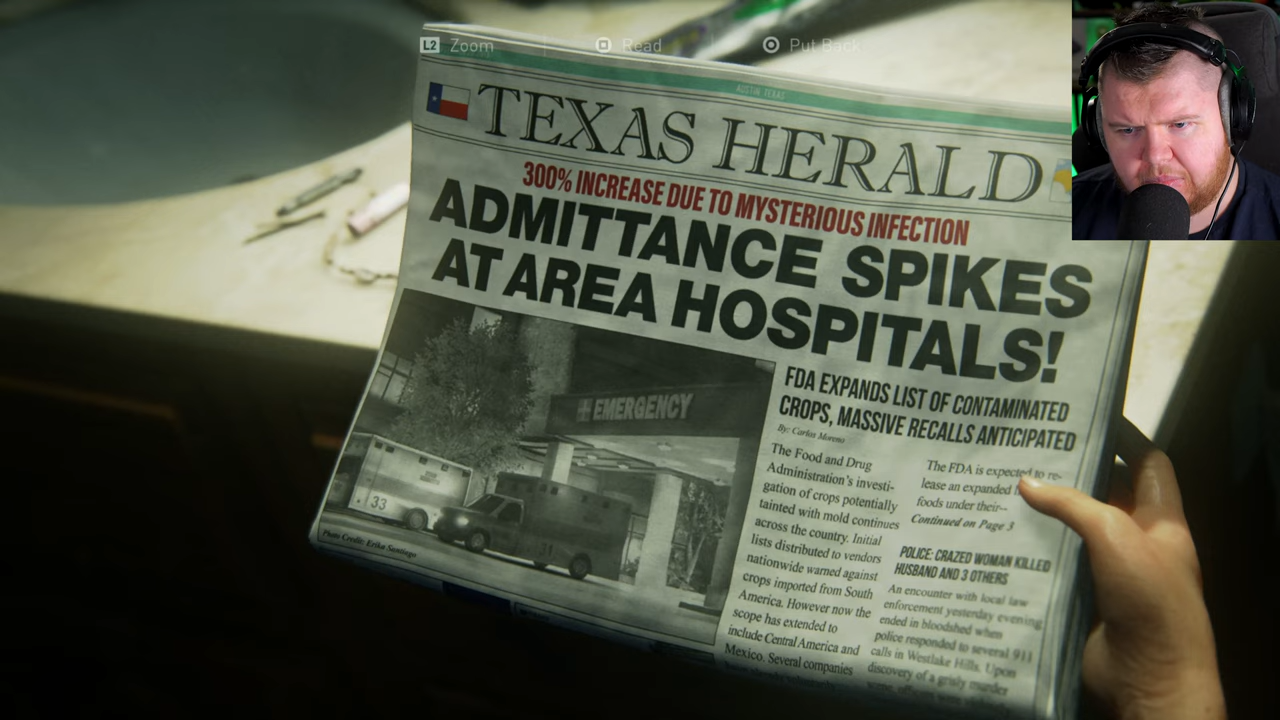 L2 Zoom
Read
Put Back
AUSTIN, TEXAS
TEXAS HERALD
300% INCREASE DUE TO MYSTERIOUS INFECTION
ADMITTANCE SPIKES
AT AREA HOSPITALS!
EMERGENCY
33
31
Photo Credit: Erika Santiago
FDA EXPANDS LIST OF CONTAMINATED
CROPS, MASSIVE RECALLS ANTICIPATED
By: Carlos Moreno
The Food and Drug
Administration's investi-
gation of crops potentially
tainted with mold continues
across the country. Initial
lists distributed to vendors
nationwide warned against
crops imported from South
America. However now the
scope has extended to
include Central America and
Mexico. Several companies
The FDA is expected to re-
lease an expanded
foods under their--
Continued on Page 3
POLICE: CRAZED WOMAN KILLED
HUSBAND AND 3 OTHERS
An encounter with local law
enforcement yesterday evening
ended in bloodshed when
police responded to several 911
calls in Westlake Hills. Upon
discovery of a grisly murder